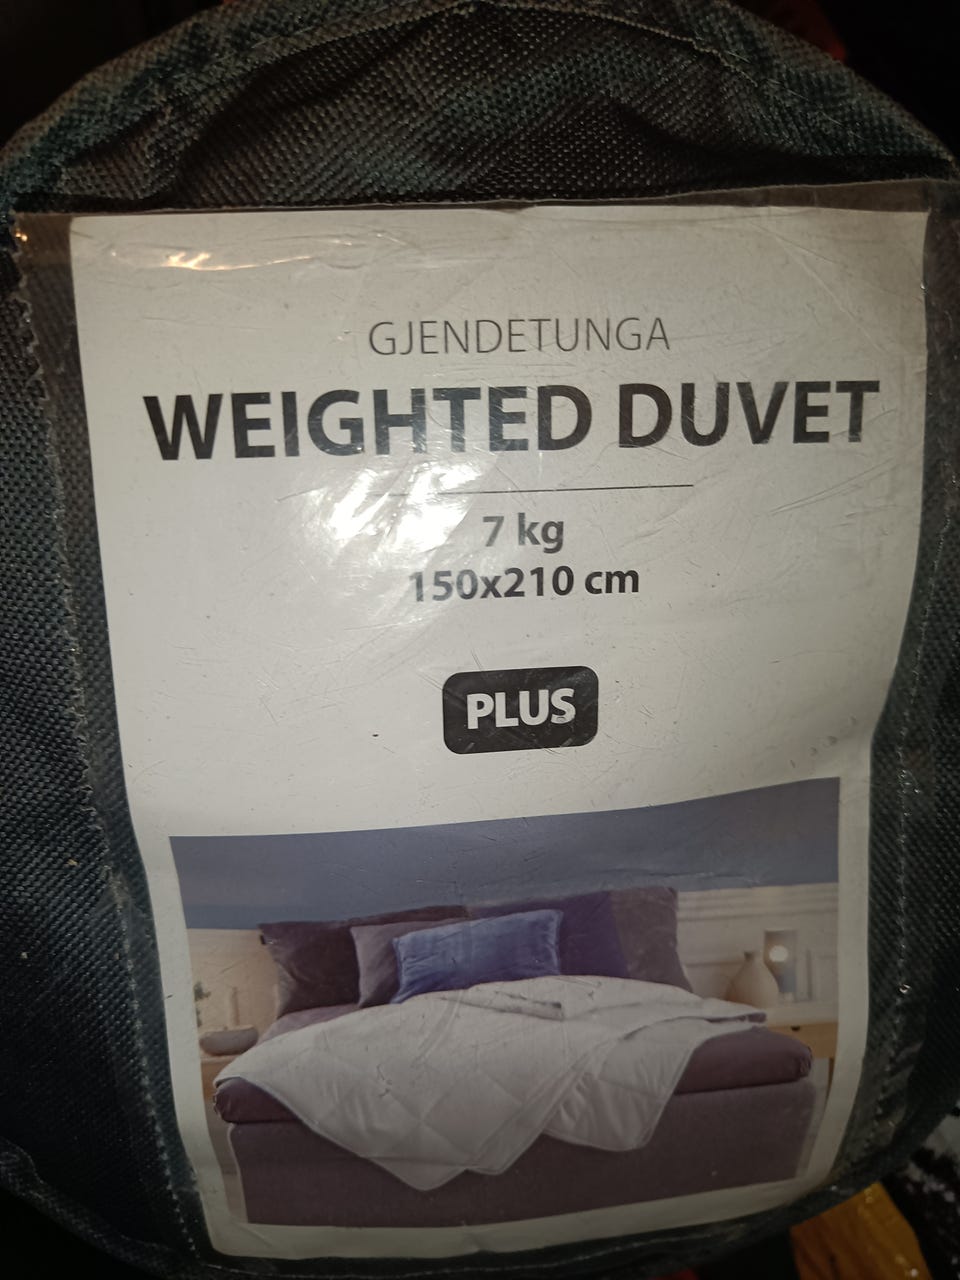 GJENDETUNGA
WEIGHTED DUVET
7 kg
150x210 cm
PLUS